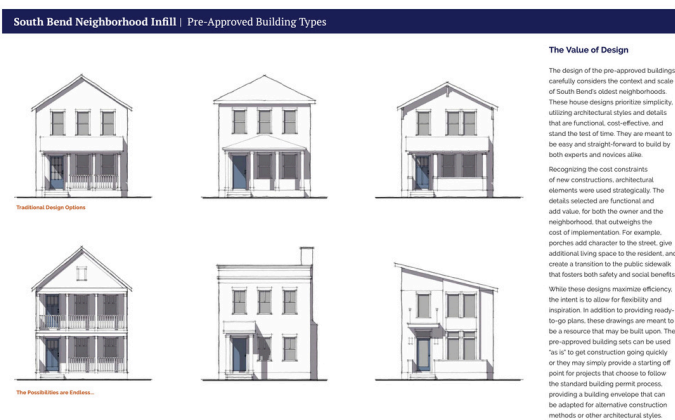 South Bend Neighborhood Infill | Pre-Approved Building Types
Traditional Design Options
The Possibilities are Endless...
The Value of Design
The design of the pre-approved buildings
carefully considers the context and scale
of South Bend's oldest neighborhoods.
These house designs prioritize simplicity,
utilizing architectural styles and details
that are functional, cost-effective, and
stand the test of time. They are meant to
be easy and straight-forward to build by
both experts and novices alike.
Recognizing the cost constraints
of new constructions, architectural
elements were used strategically. The
details selected are functional and
add value, for both the owner and the
neighborhood, that outweighs the
cost of implementation. For example,
porches add character to the street, give
additional living space to the resident, and
create a transition to the public sidewalk
that fosters both safety and social benefits.
While these designs maximize efficiency,
the intent is to allow for flexibility and
inspiration. In addition to providing ready-
to-go plans, these drawings are meant to
be a resource that may be built upon. The
pre-approved building sets can be used
"as is" to get construction going quickly
or they may simply provide a starting off
point for projects that choose to follow
the standard building permit process,
providing a building envelope that can
be adapted for alternative construction
methods or other architectural styles.